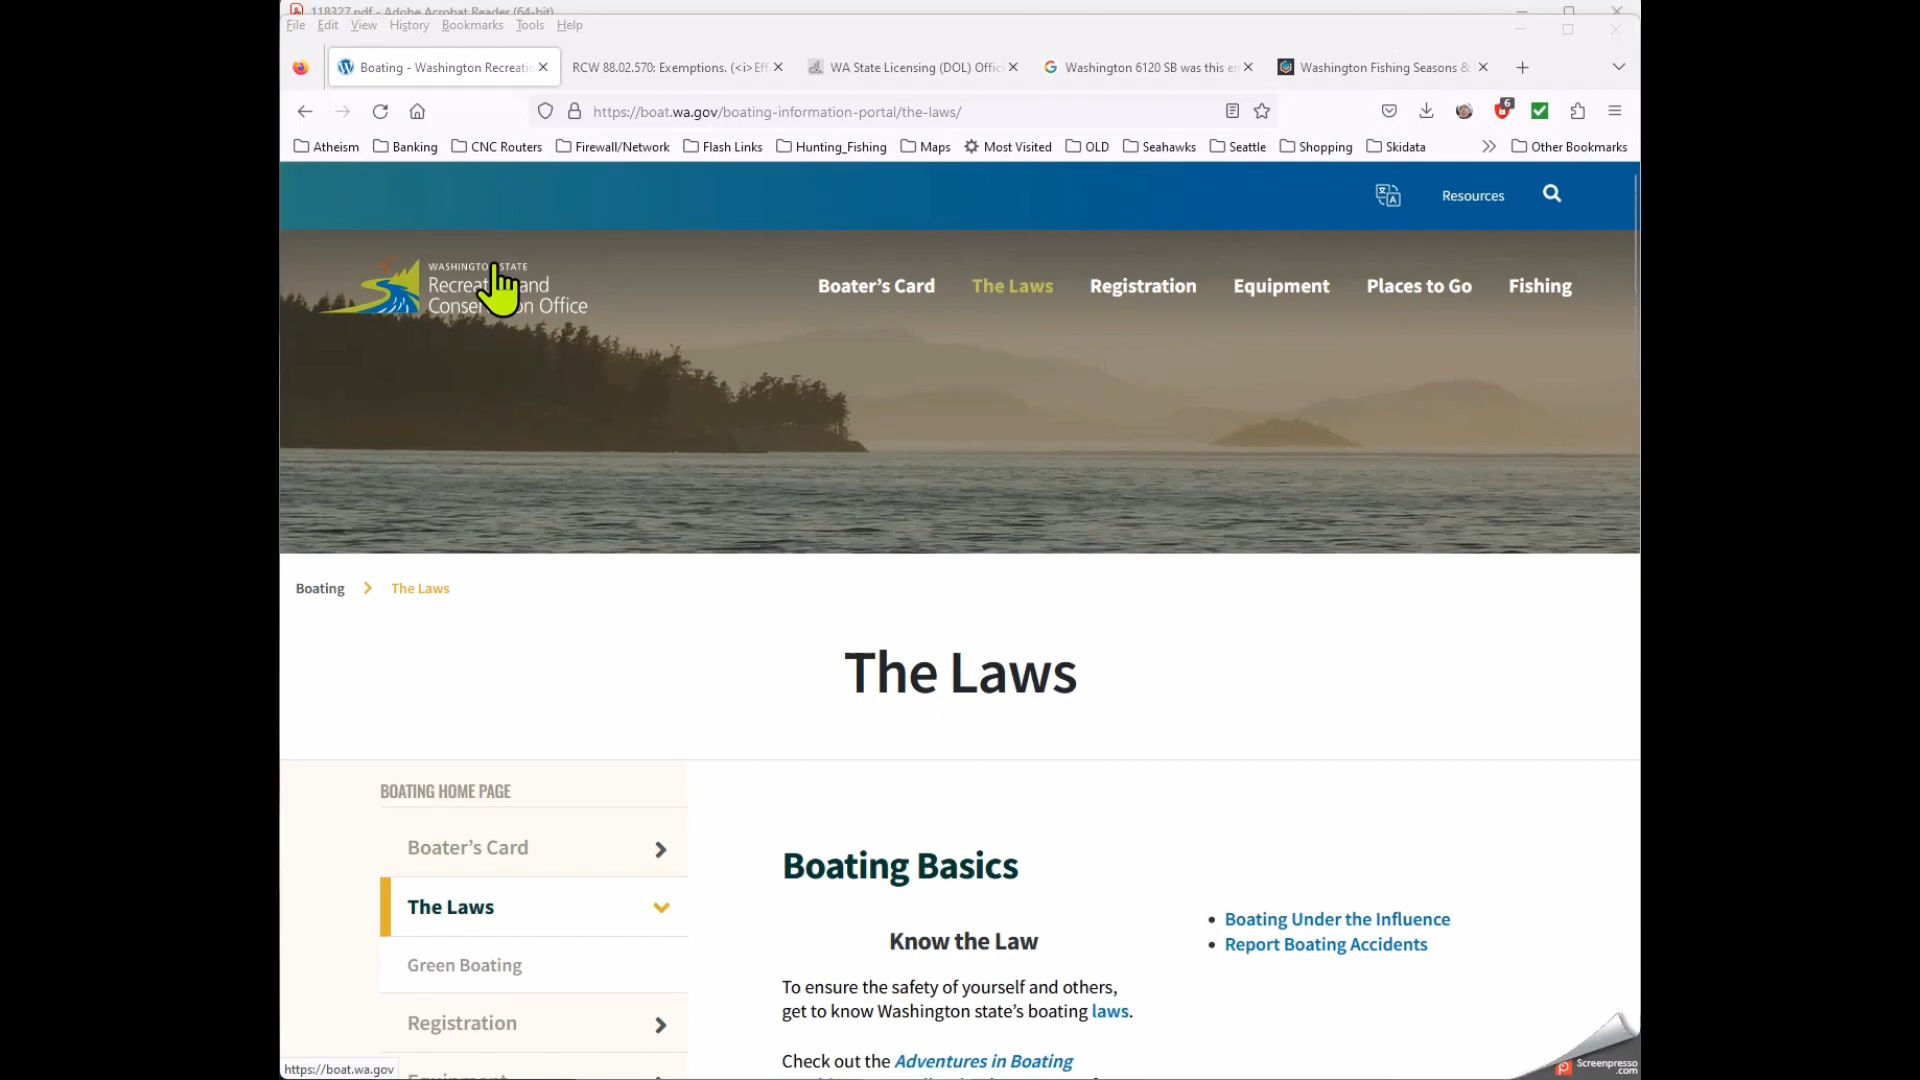 118327.pdf - Adobe Acrobat Reader (64-bit)
File Edit View History Bookmarks Tools Help
Boating - Washington Recreatio
RCW 88.02.570: Exemptions. (<i>Eff
WA State Licensing (DOL) Offic
Washington 6120 SB was this en
Washington Fishing Seasons &
https://boat.wa.gov/boating-information-portal/the-laws/
6
Atheism Banking CNC Routers Firewall/Network Flash Links Hunting_Fishing Maps Most Visited OLD Seahawks Seattle Shopping Skidata Other Bookmarks
Resources
WASHINGTON STATE
Recreation and
Conservation Office
Boater's Card The Laws Registration Equipment Places to Go Fishing
Boating The Laws
The Laws
BOATING HOME PAGE
Boater's Card
The Laws
Green Boating
Registration
Boating Basics
Know the Law
To ensure the safety of yourself and others,
get to know Washington state's boating laws.
Check out the Adventures in Boating
• Boating Under the Influence
• Report Boating Accidents
https://boat.wa.gov
Screenpresso
.com